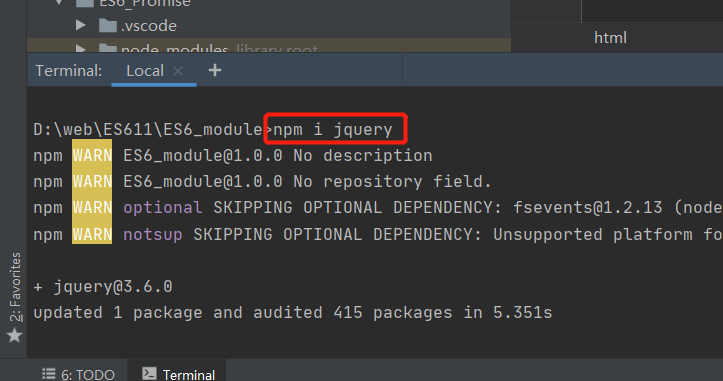 ES6_Promise
.vscode
node_modules library root
html
Terminal: Local × +
D:\web\ES611\ES6_module>npm i jquery
npm WARN ES6_module@1.0.0 No description
npm WARN ES6_module@1.0.0 No repository field.
npm WARN optional SKIPPING OPTIONAL DEPENDENCY: fsevents@1.2.13 (node
npm WARN notsup SKIPPING OPTIONAL DEPENDENCY: Unsupported platform fo
+ jquery@3.6.0
updated 1 package and audited 415 packages in 5.351s
2: Favorites
6: TODO Terminal